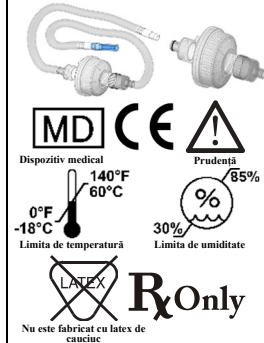 MD CE
Dispozitiv medical
Prudență
140°F
60°C
0°F
-18°C
85%
%
30%
Limita de temperatură
Limita de umiditate
LATEX
Rx Only
Nu este fabricat cu latex de
cauciuc